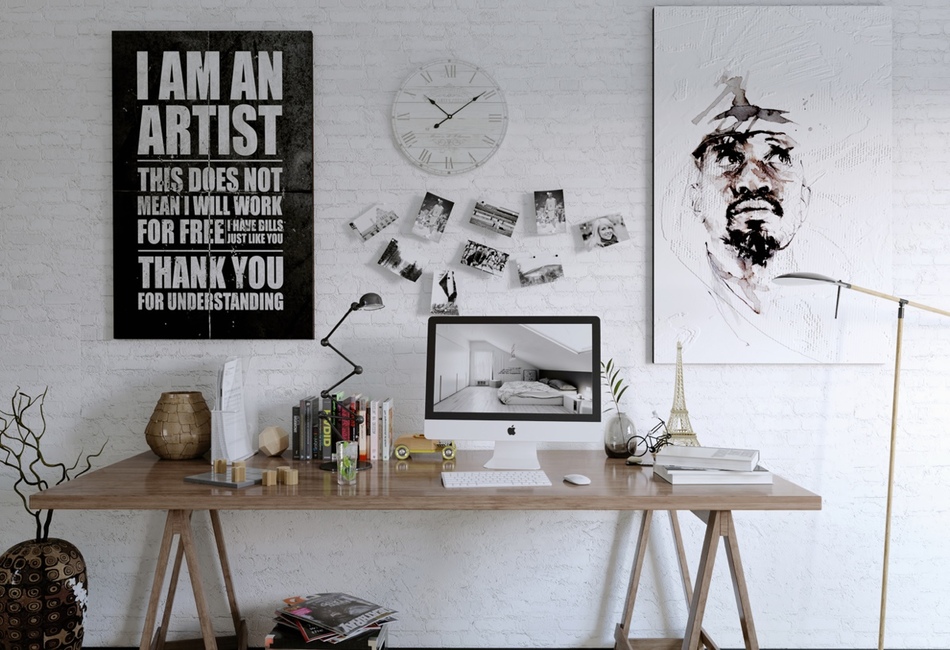 I AM AN
ARTIST
THIS DOES NOT
MEAN I WILL WORK
FOR FREE I HAVE BILLS
JUST LIKE YOU
THANK YOU
FOR UNDERSTANDING